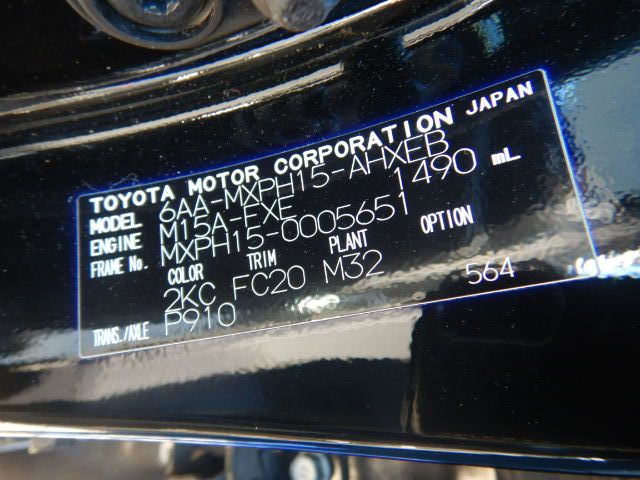 TOYOTA MOTOR CORPORATION JAPAN
MODEL 6AA-MXPH15-AHXEB
ENGINE M15A-FXE 1490 mL
FRAME No. MXPH15-0005651
COLOR TRIM PLANT OPTION
2KC FC20 M32 564
TRANS./AXLE P910